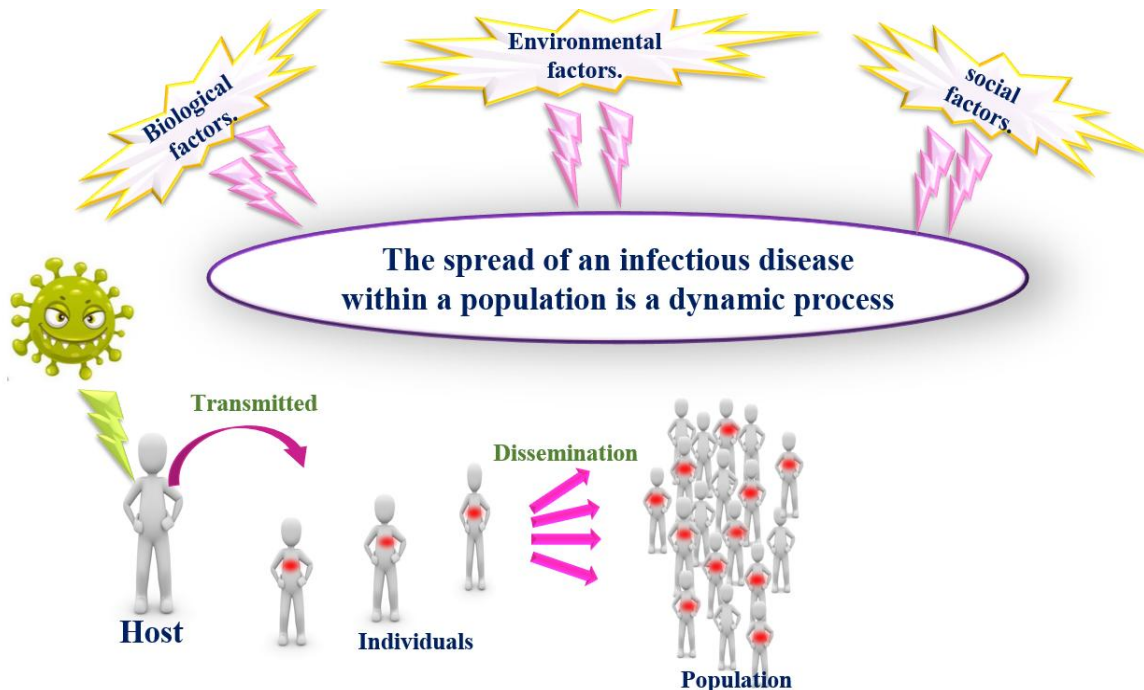 Biological
factors.
Environmental
factors.
social
factors.
The spread of an infectious disease
within a population is a dynamic process
Transmitted
Dissemination
Host
Individuals
Population